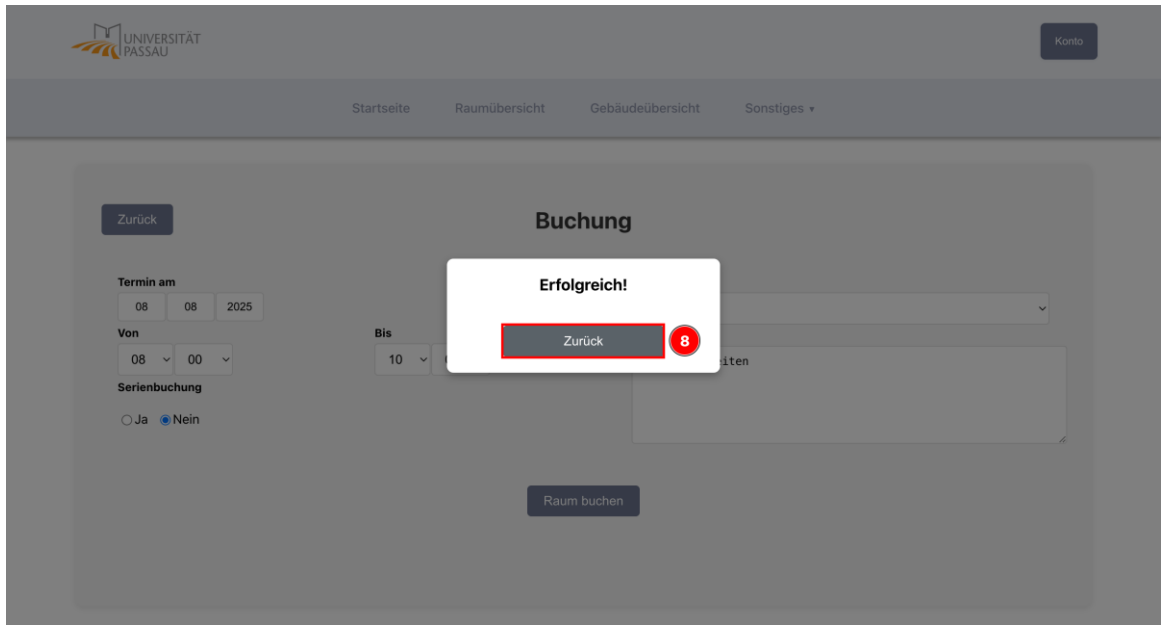 UNIVERSITÄT
PASSAU
Konto
Startseite Raumübersicht Gebäudeübersicht Sonstiges ▾
Zurück
Buchung
Erfolgreich!
Zurück
8
Termin am
08 08 2025
Von
08 00
Bis
10
Serienbuchung
Ja Nein
Raum buchen